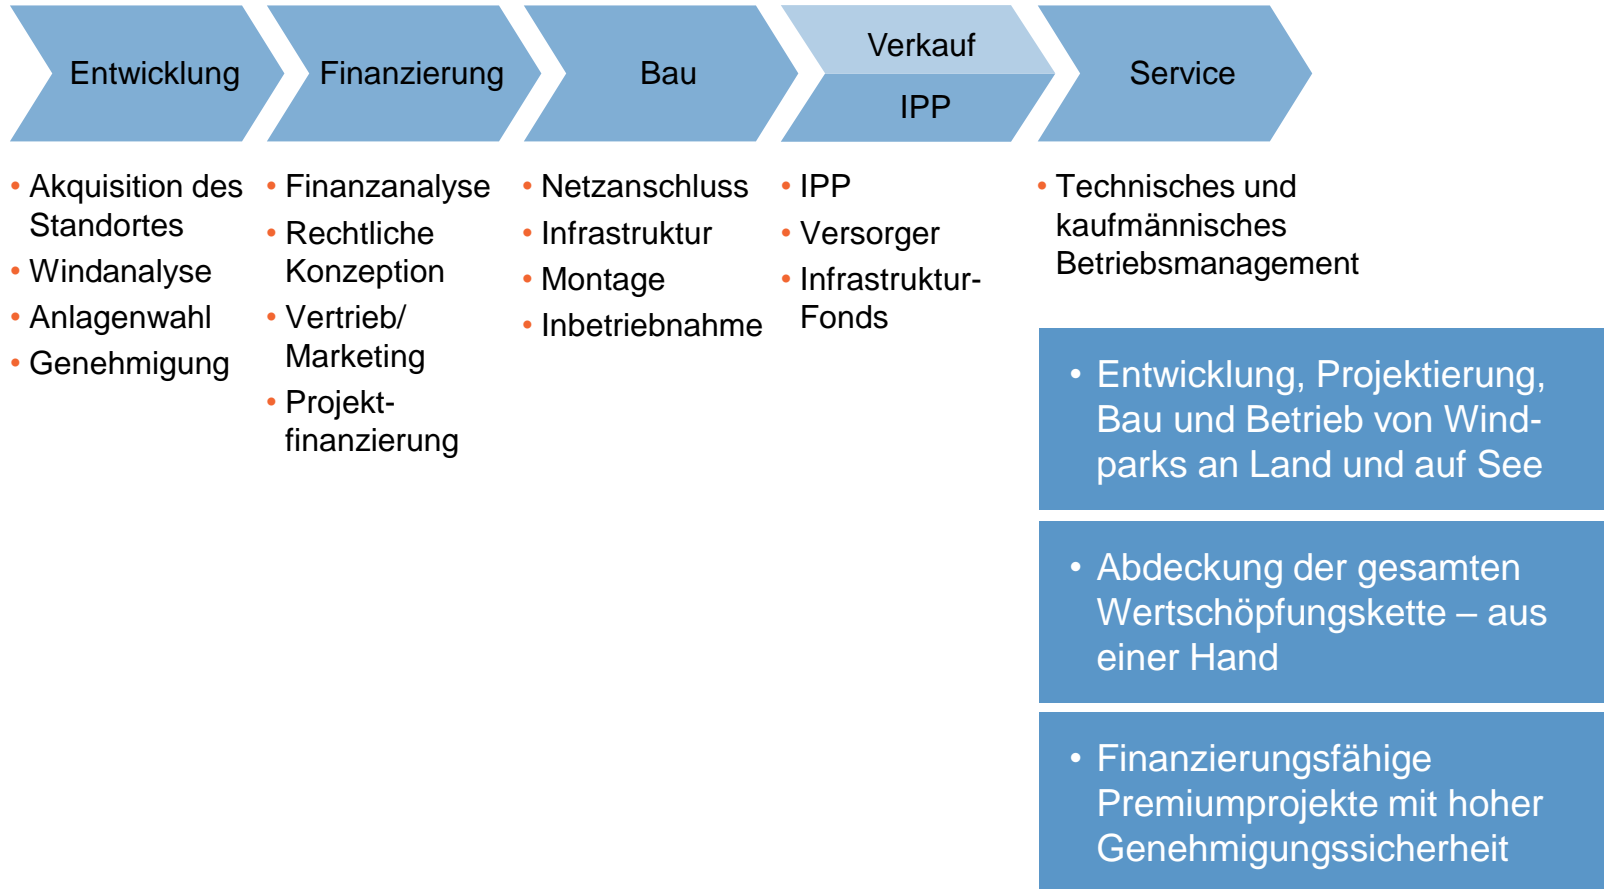 Entwicklung
Finanzierung
Bau
Verkauf
IPP
Service
• Akquisition des
Standortes
• Windanalyse
• Anlagenwahl
• Genehmigung
• Finanzanalyse
• Rechtliche
Konzeption
• Vertrieb/
Marketing
• Projekt-
finanzierung
• Netzanschluss
• Infrastruktur
• Montage
• Inbetriebnahme
• IPP
• Versorger
• Infrastruktur-
Fonds
• Technisches und
kaufmännisches
Betriebsmanagement
• Entwicklung, Projektierung,
Bau und Betrieb von Wind-
parks an Land und auf See
• Abdeckung der gesamten
Wertschöpfungskette – aus
einer Hand
• Finanzierungsfähige
Premiumprojekte mit hoher
Genehmigungssicherheit